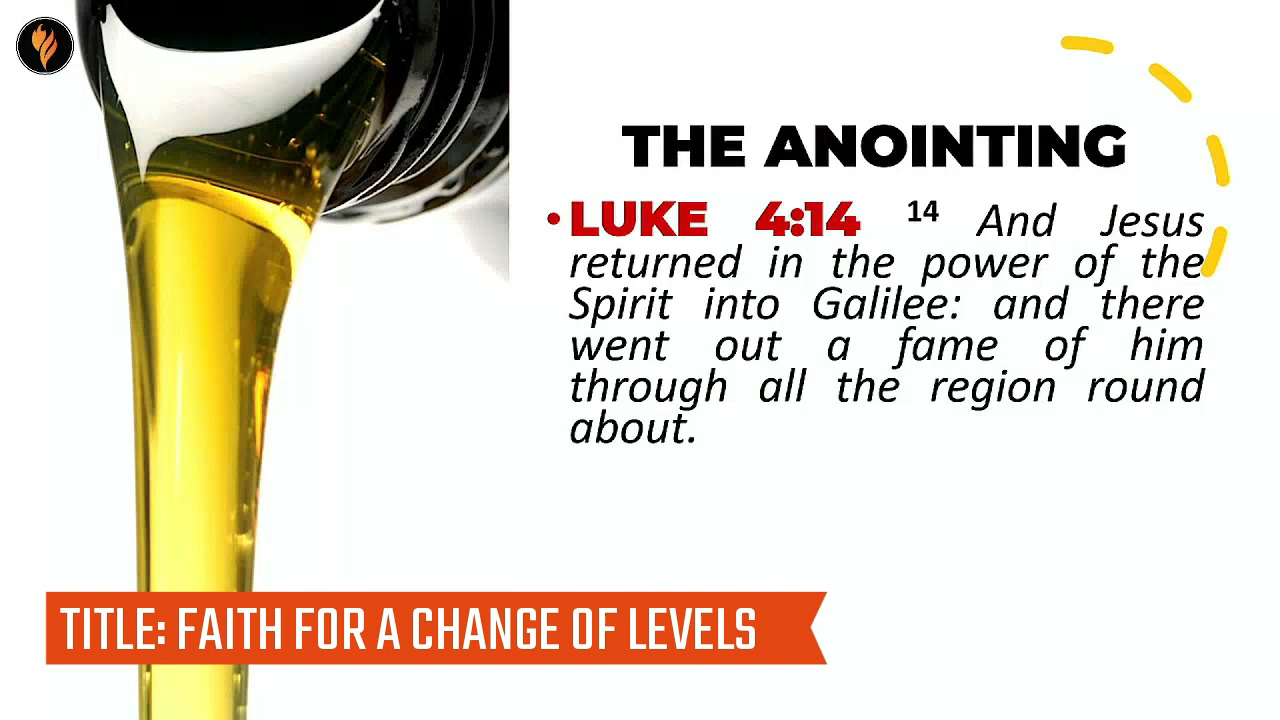 THE ANOINTING
• LUKE 4:14 14 And Jesus
returned in the power of the
Spirit into Galilee: and there
went out a fame of him
through all the region round
about.
TITLE: FAITH FOR A CHANGE OF LEVELS